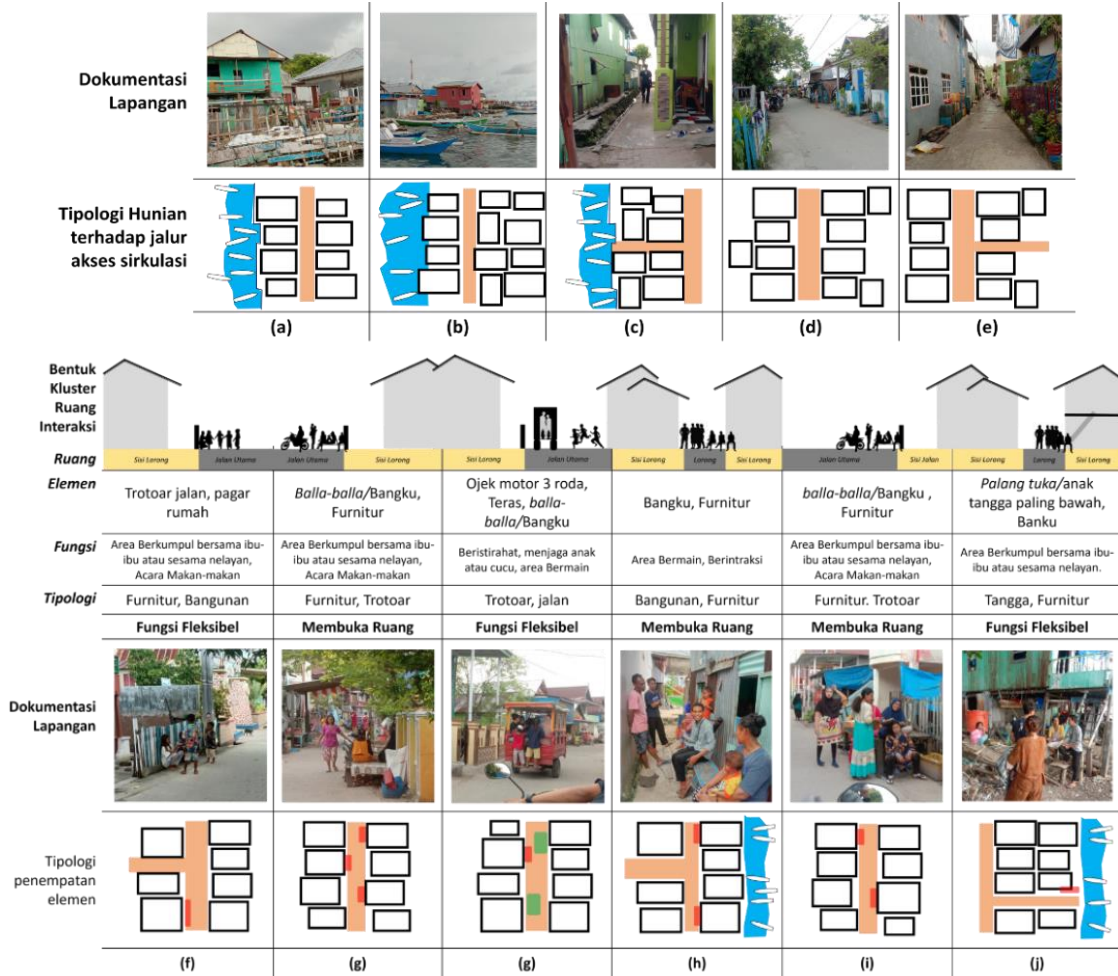 Dokumentasi
Lapangan
Tipologi Hunian
terhadap jalur
akses sirkulasi
(a)
(b)
(c)
(d)
(e)
Bentuk
Kluster
Ruang
Interaksi
Ruang
Sisi Lorong
Jalan Utama
Jalan Utama
Sisi Lorong
Sisi Lorong
Jalan Utama
Sisi Lorong
Lorong
Sisi Lorong
Jalan Utama
Sisi Jalan
Sisi Lorong
Lorong
Sisi Lorong
Elemen
Trotoar jalan, pagar
rumah
Balla-balla/Bangku,
Furnitur
Ojek motor 3 roda,
Teras, balla-
balla/Bangku
Bangku, Furnitur
balla-balla/Bangku ,
Furnitur
Palang tuka/anak
tangga paling bawah,
Banku
Fungsi
Area Berkumpul bersama ibu-
ibu atau sesama nelayan,
Acara Makan-makan
Area Berkumpul bersama ibu-
ibu atau sesama nelayan,
Acara Makan-makan
Beristirahat, menjaga anak
atau cucu, area Bermain
Area Bermain, Berintraksi
Area Berkumpul bersama ibu-
ibu atau sesama nelayan,
Acara Makan-makan
Area Berkumpul bersama ibu-
ibu atau sesama nelayan.
Tipologi
Furnitur, Bangunan
Furnitur, Trotoar
Trotoar, jalan
Bangunan, Furnitur
Furnitur. Trotoar
Tangga, Furnitur
Fungsi Fleksibel
Membuka Ruang
Fungsi Fleksibel
Membuka Ruang
Membuka Ruang
Fungsi Fleksibel
Dokumentasi
Lapangan
Tipologi
penempatan
elemen
(f)
(g)
(g)
(h)
(i)
(j)